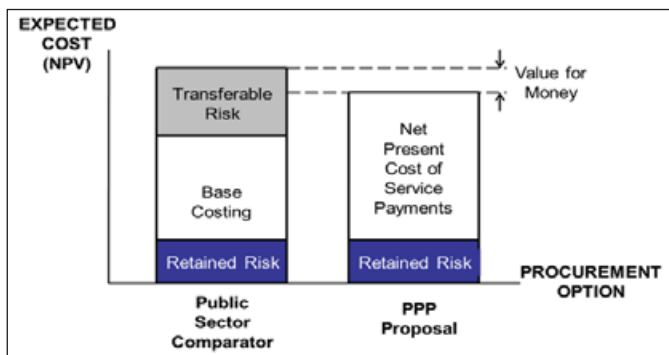 EXPECTED
COST
(NPV)
Transferable
Risk
Base
Costing
Retained Risk
Net
Present
Cost of
Service
Payments
Retained Risk
Value for
Money
Public
Sector
Comparator
PPP
Proposal
PROCUREMENT
OPTION